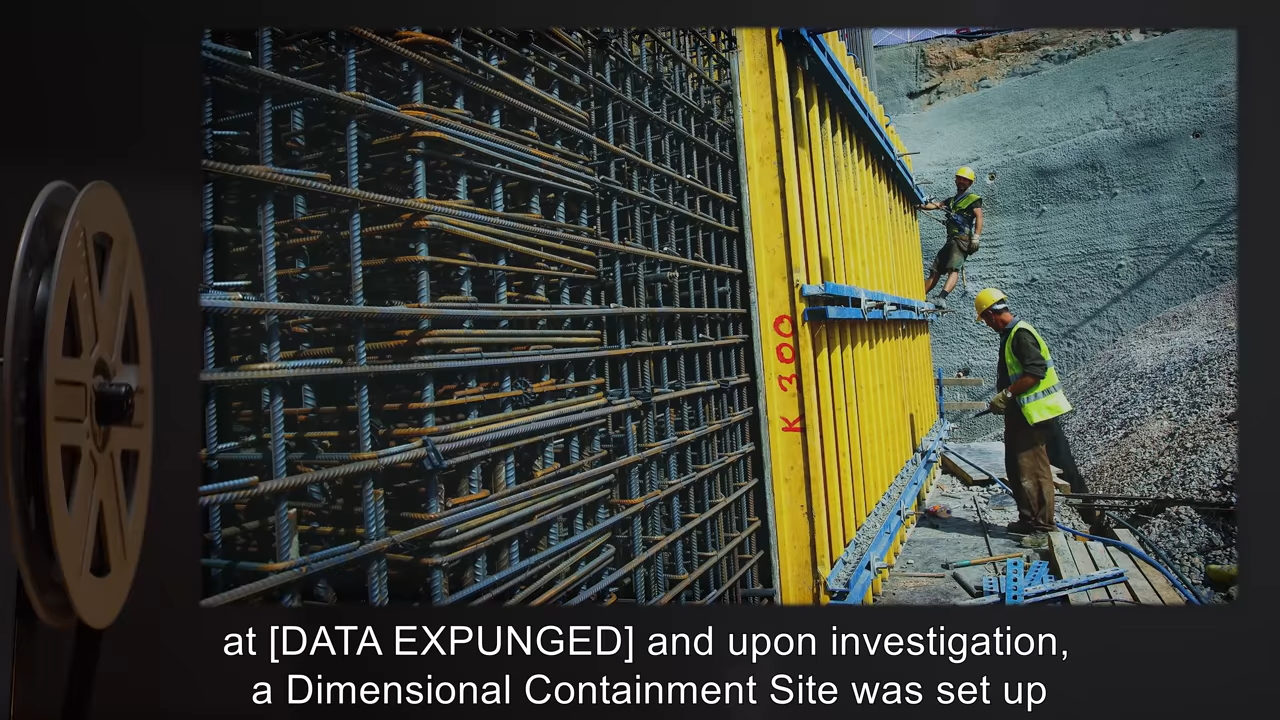 K 300
at [DATA EXPUNGED] and upon investigation,
a Dimensional Containment Site was set up